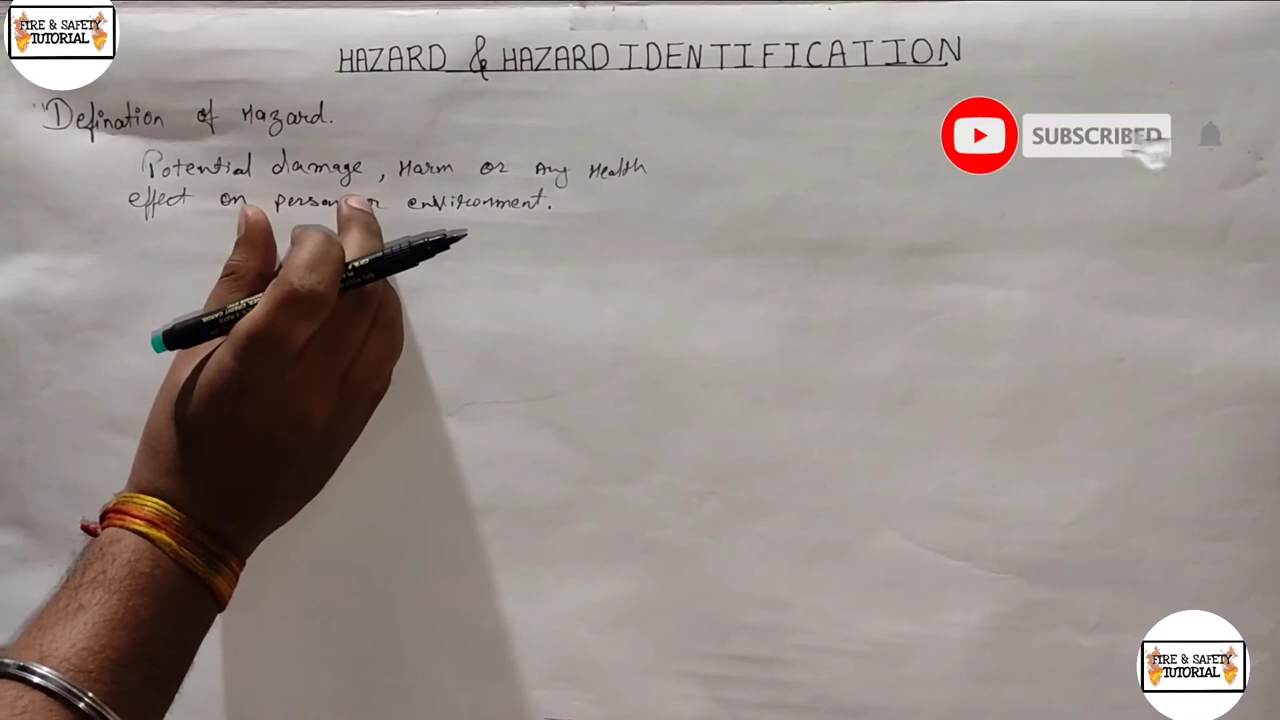 FIRE & SAFETY
TUTORIAL
HAZARD & HAZARD IDENTIFICATION
"Defination of Hazard.
Potential damage, Harm or Any Health
effect on person or environment.
SUBSCRIBED
FIRE & SAFETY
TUTORIAL